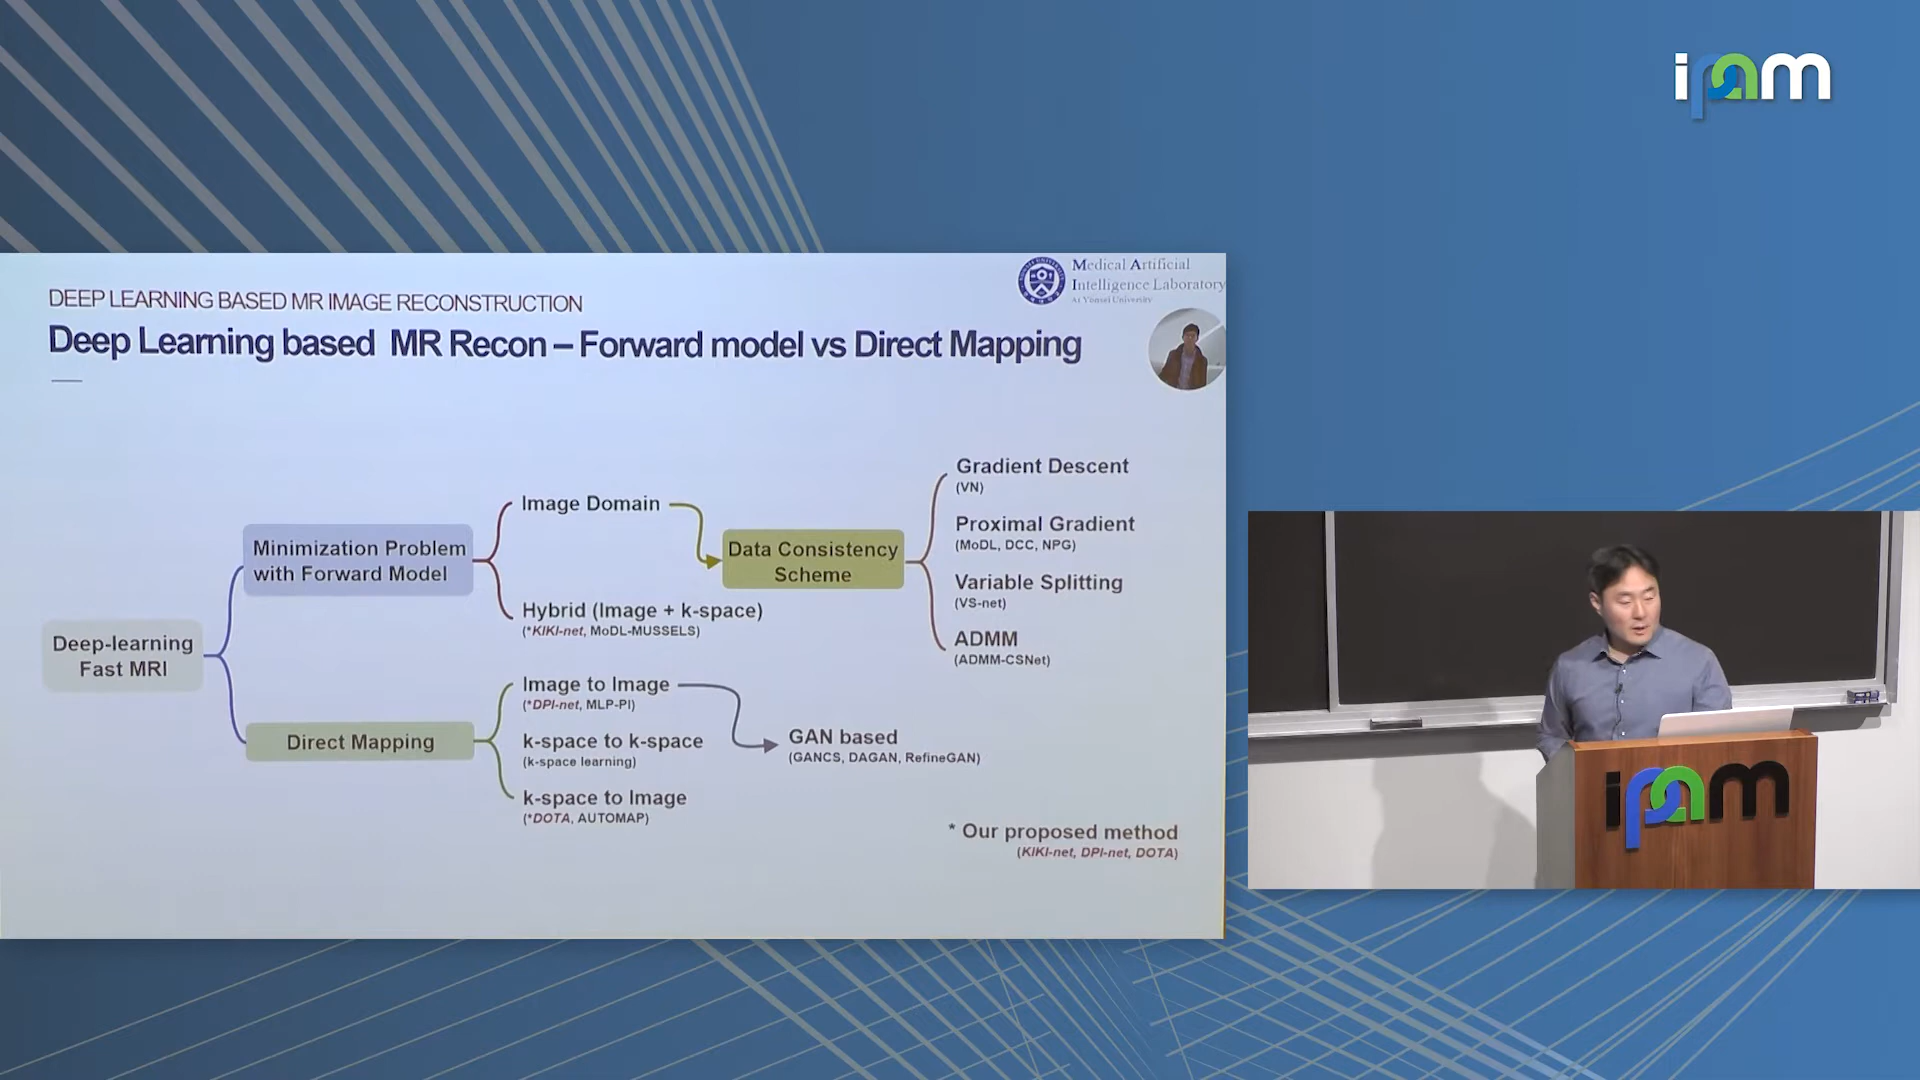 ipam
Medical Artificial
Intelligence Laboratory
At Yonsei University
DEEP LEARNING BASED MR IMAGE RECONSTRUCTION
Deep Learning based MR Recon – Forward model vs Direct Mapping
Deep-learning
Fast MRI
Minimization Problem
with Forward Model
Image Domain
Hybrid (Image + k-space)
(*KIKI-net, MoDL-MUSSELS)
Data Consistency
Scheme
Gradient Descent
(VN)
Proximal Gradient
(MoDL, DCC, NPG)
Variable Splitting
(VS-net)
ADMM
(ADMM-CSNet)
Direct Mapping
Image to Image
(*DPI-net, MLP-PI)
k-space to k-space
(k-space learning)
k-space to Image
(*DOTA, AUTOMAP)
GAN based
(GANCS, DAGAN, RefineGAN)
* Our proposed method
(KIKI-net, DPI-net, DOTA)
ipam